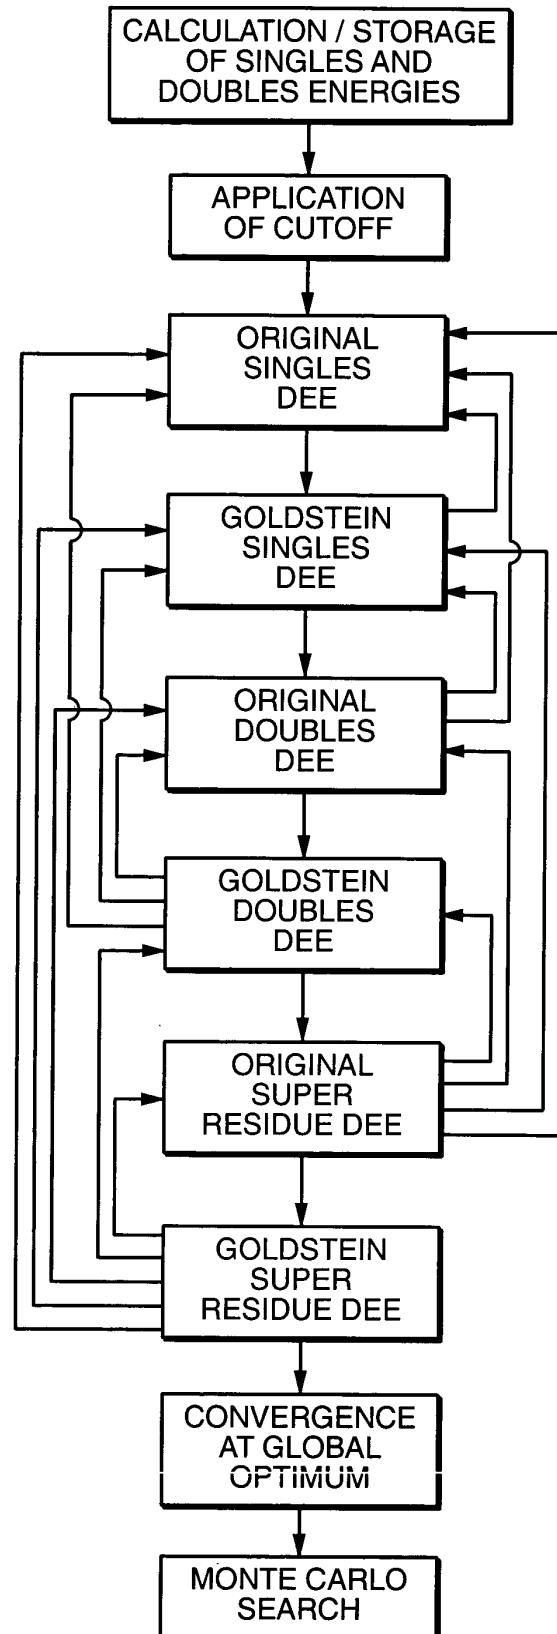 CALCULATION / STORAGE
OF SINGLES AND
DOUBLES ENERGIES
APPLICATION
OF CUTOFF
ORIGINAL
SINGLES
DEE
GOLDSTEIN
SINGLES
DEE
ORIGINAL
DOUBLES
DEE
GOLDSTEIN
DOUBLES
DEE
ORIGINAL
SUPER
RESIDUE DEE
GOLDSTEIN
SUPER
RESIDUE DEE
CONVERGENCE
AT GLOBAL
OPTIMUM
MONTE CARLO
SEARCH